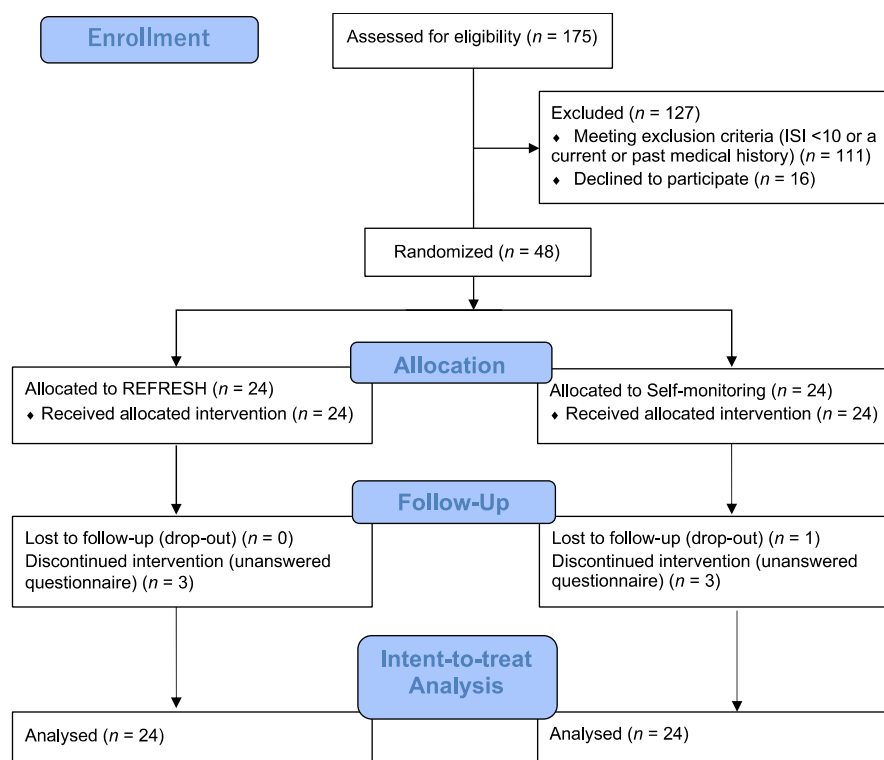 Enrollment
Assessed for eligibility (n = 175)
Excluded (n = 127)
♦ Meeting exclusion criteria (ISI <10 or a
current or past medical history) (n = 111)
♦ Declined to participate (n = 16)
Randomized (n = 48)
Allocation
Allocated to REFRESH (n = 24)
♦ Received allocated intervention (n = 24)
Allocated to Self-monitoring (n = 24)
♦ Received allocated intervention (n = 24)
Follow-Up
Lost to follow-up (drop-out) (n = 0)
Discontinued intervention (unanswered
questionnaire) (n = 3)
Lost to follow-up (drop-out) (n = 1)
Discontinued intervention (unanswered
questionnaire) (n = 3)
Intent-to-treat
Analysis
Analysed (n = 24)
Analysed (n = 24)